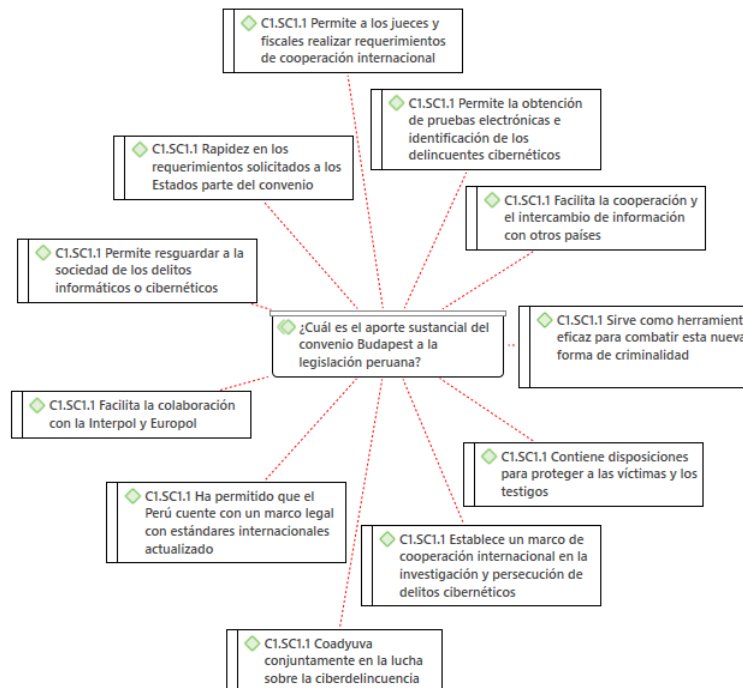 C1.SC1.1 Permite a los jueces y
fiscales realizar requerimientos
de cooperación internacional
C1.SC1.1 Permite la obtención
de pruebas electrónicas e
identificación de los
delincuentes cibernéticos
C1.SC1.1 Rapidez en los
requerimientos solicitados a los
Estados parte del convenio
C1.SC1.1 Facilita la cooperación y
el intercambio de información
con otros países
C1.SC1.1 Permite resguardar a la
sociedad de los delitos
informáticos o cibernéticos
¿Cuál es el aporte sustancial del
convenio Budapest a la
legislación peruana?
C1.SC1.1 Sirve como herramient
eficaz para combatir esta nueva
forma de criminalidad
C1.SC1.1 Facilita la colaboración
con la Interpol y Europol
C1.SC1.1 Contiene disposiciones
para proteger a las víctimas y los
testigos
C1.SC1.1 Ha permitido que el
Perú cuente con un marco legal
con estándares internacionales
actualizado
C1.SC1.1 Establece un marco de
cooperación internacional en la
investigación y persecución de
delitos cibernéticos
C1.SC1.1 Coadyuva
conjuntamente en la lucha
sobre la ciberdelincuencia